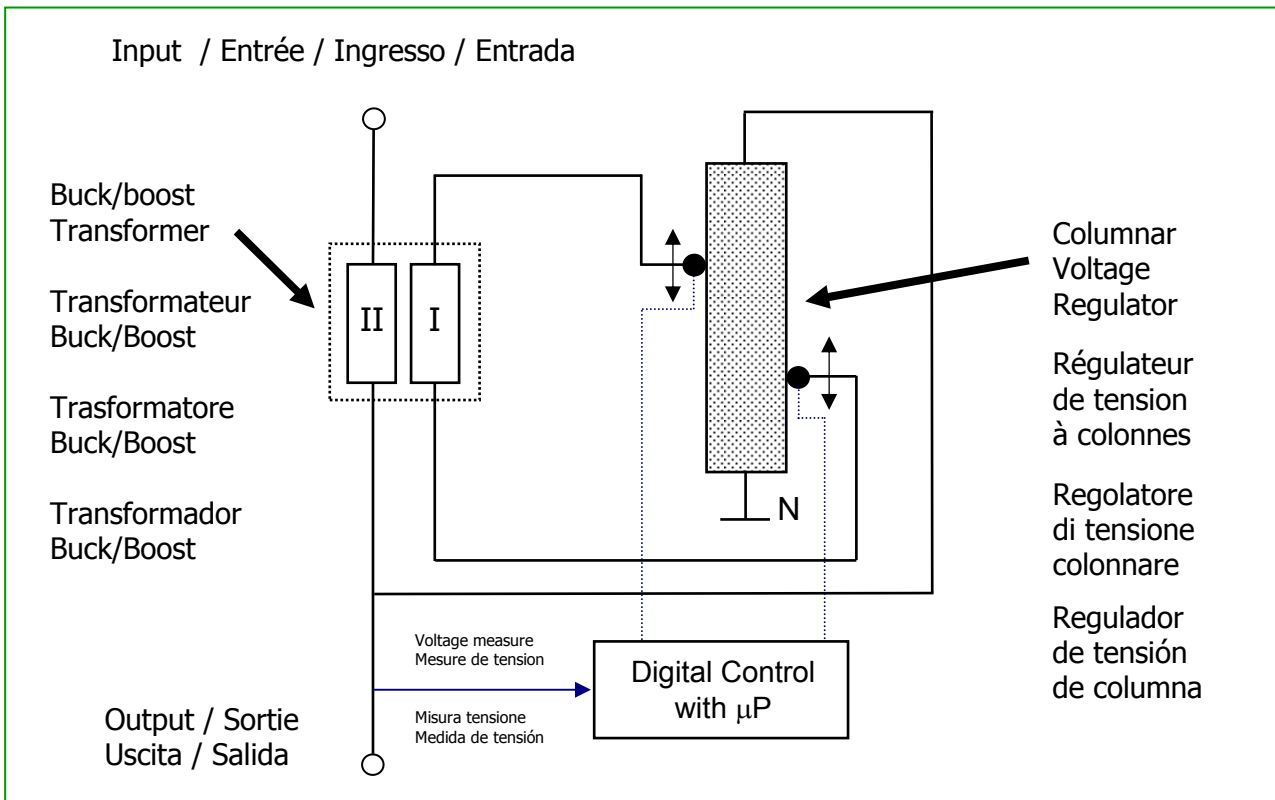 Input / Entrée / Ingresso / Entrada
Buck/boost
Transformer
Transformateur
Buck/Boost
Trasformatore
Buck/Boost
Transformador
Buck/Boost
II
I
N
Columnar
Voltage
Regulator
Régulateur
de tension
à colonnes
Regolatore
di tensione
colonnare
Regulador
de tensión
de columna
Voltage measure
Mesure de tension
Misura tensione
Medida de tensión
Digital Control
with µP
Output / Sortie
Uscita / Salida